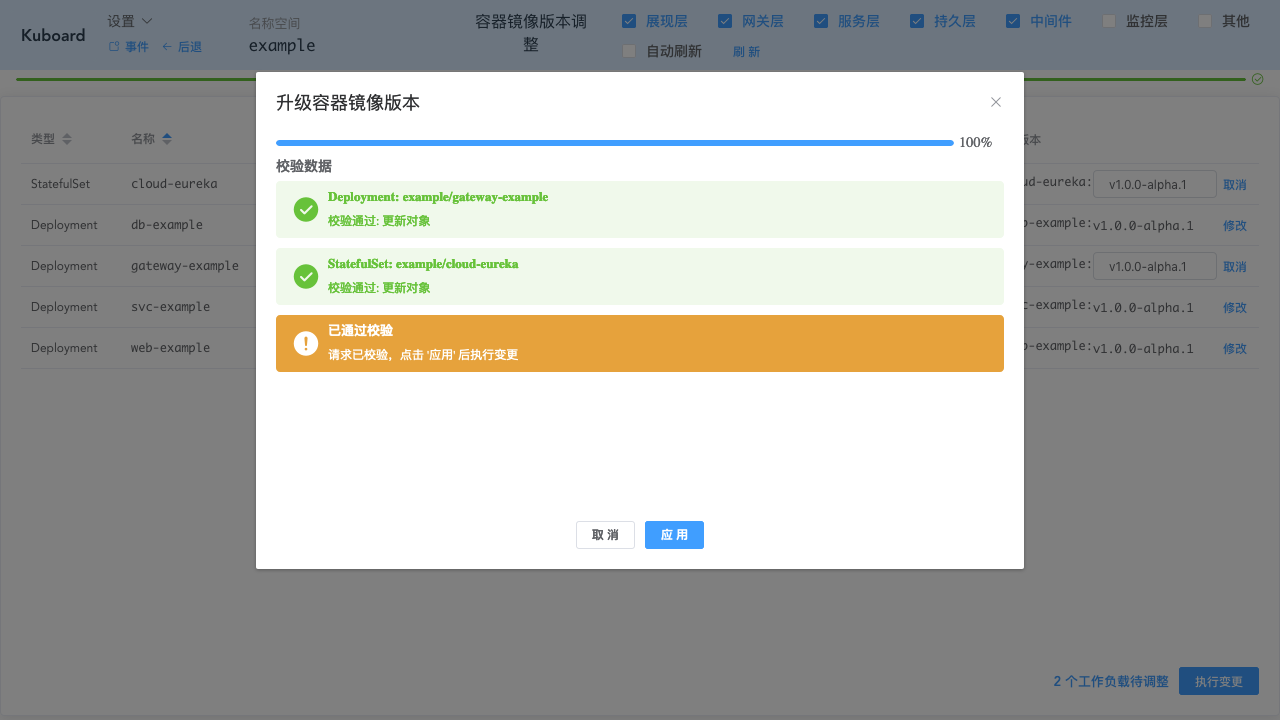 Kuboard
设置
事件 后退
名称空间
example
容器镜像版本调
整
展现层 网关层 服务层 持久层 中间件 监控层 其他
自动刷新 刷 新
升级容器镜像版本
100%
校验数据
Deployment: example/gateway-example
校验通过: 更新对象
StatefulSet: example/cloud-eureka
校验通过: 更新对象
已通过校验
请求已校验，点击 '应用' 后执行变更
取 消 应 用
类型 名称 版本
StatefulSet cloud-eureka ud-eureka: v1.0.0-alpha.1 取消
Deployment db-example -example: v1.0.0-alpha.1 修改
Deployment gateway-example y-example: v1.0.0-alpha.1 取消
Deployment svc-example -example: v1.0.0-alpha.1 修改
Deployment web-example -example: v1.0.0-alpha.1 修改
2 个工作负载待调整 执行变更